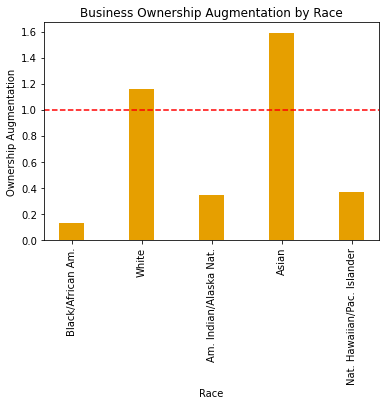 Business Ownership Augmentation by Race
Ownership Augmentation
1.6
1.4
1.2
1.0
0.8
0.6
0.4
0.2
0.0
Black/African Am.
White
Am. Indian/Alaska Nat.
Asian
Nat. Hawaiian/Pac. Islander
Race